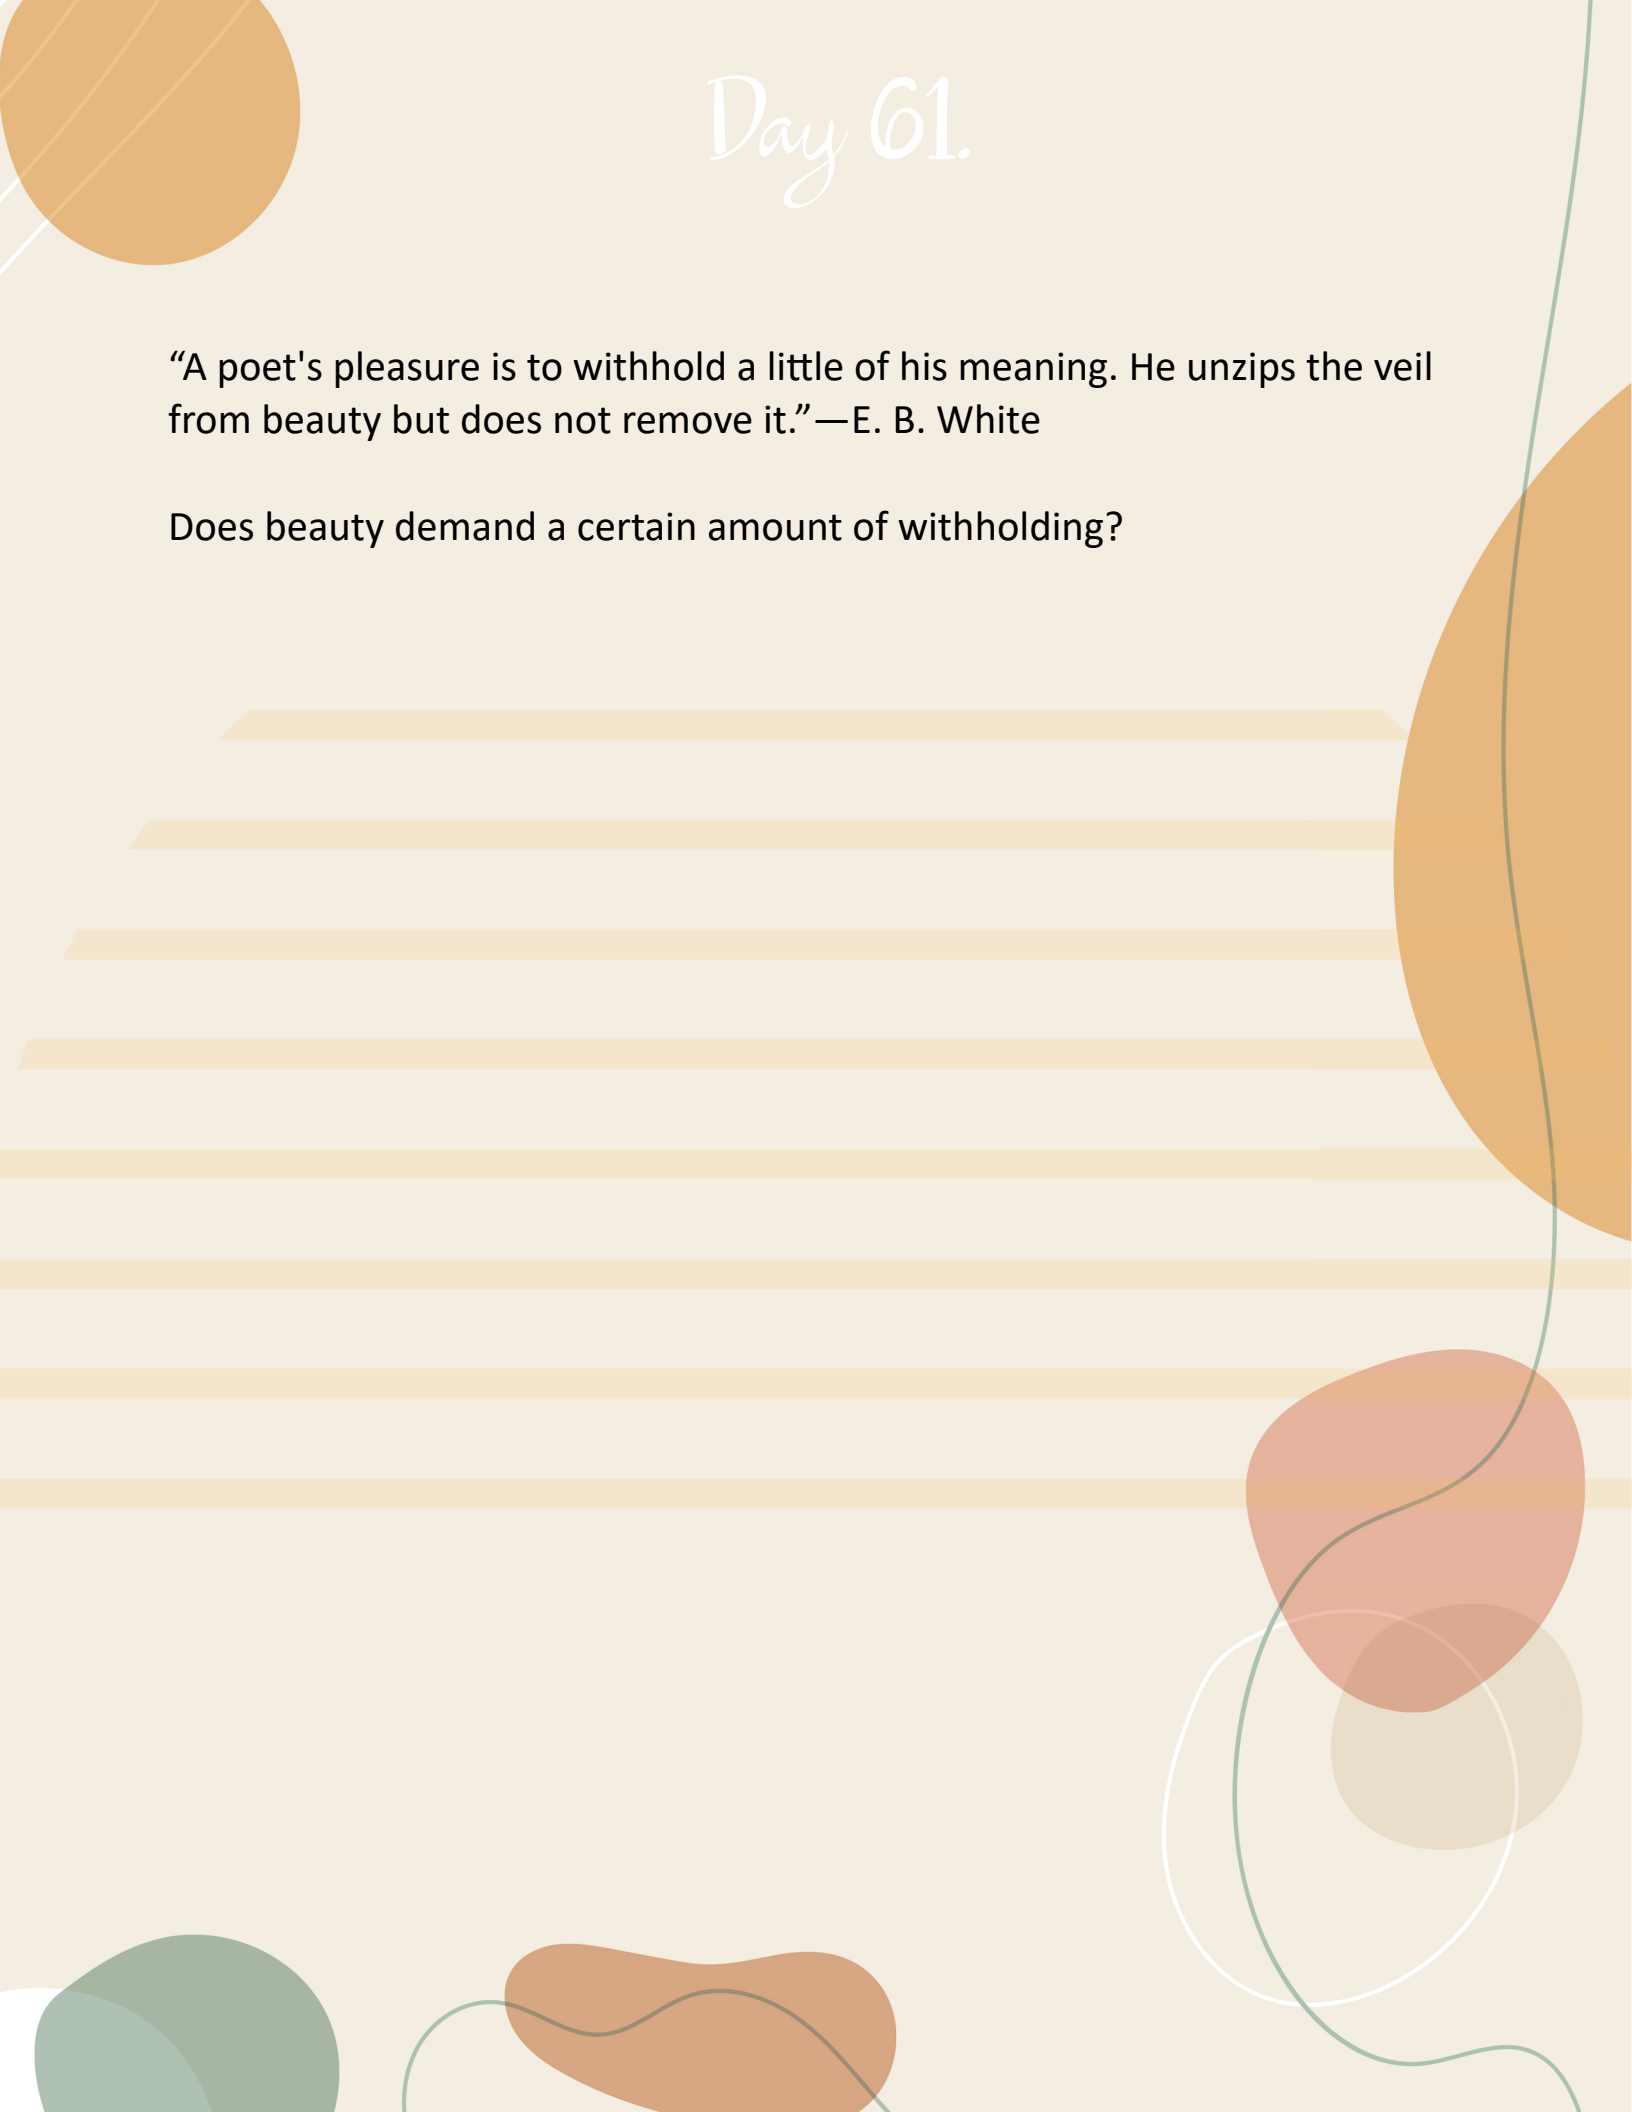 Day 61.
“A poet's pleasure is to withhold a little of his meaning. He unzips the veil
from beauty but does not remove it.”—E. B. White
Does beauty demand a certain amount of withholding?